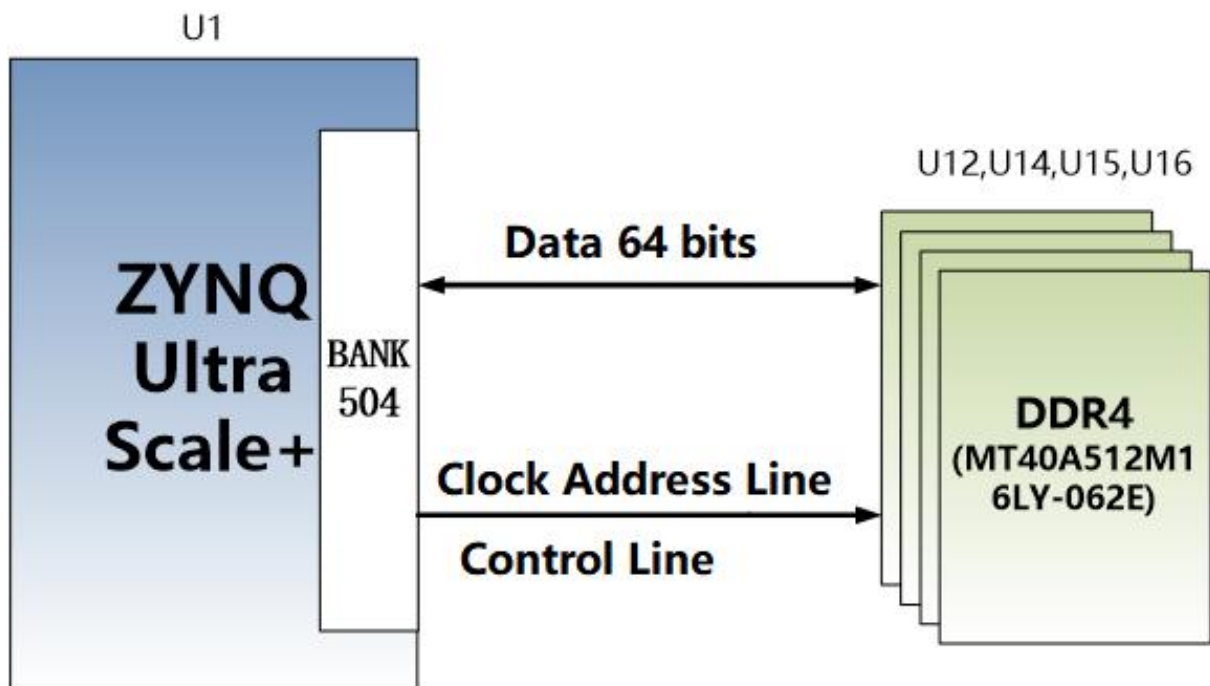 U1
U12,U14,U15,U16
Data 64 bits
ZYNQ
Ultra
Scale+
BANK
504
Clock Address Line
Control Line
DDR4
(MT40A512M1
6LY-062E)